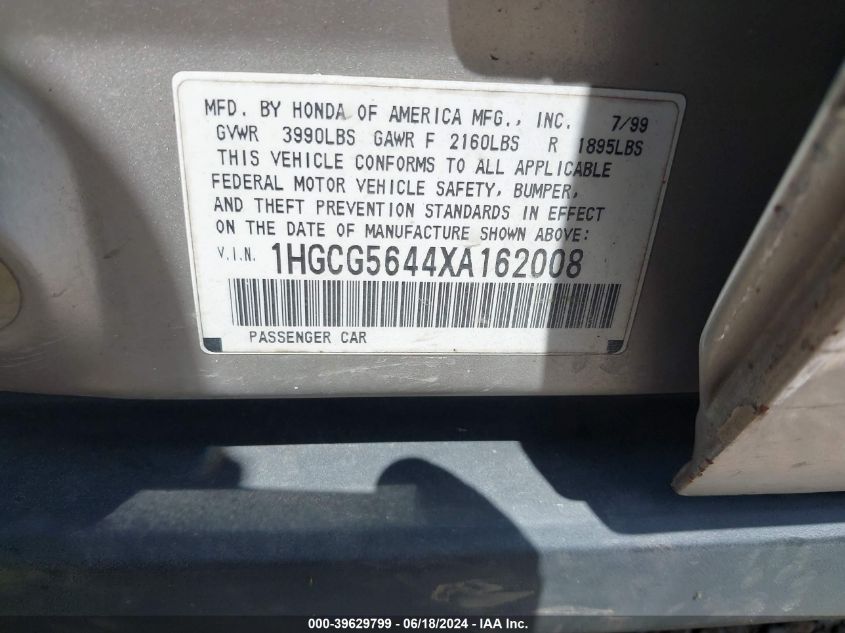 MFD. BY HONDA OF AMERICA MFG., INC. 7/99
GVWR 3990LBS GAWR F 2160LBS R 1895LBS
THIS VEHICLE CONFORMS TO ALL APPLICABLE
FEDERAL MOTOR VEHICLE SAFETY, BUMPER,
AND THEFT PREVENTION STANDARDS IN EFFECT
ON THE DATE OF MANUFACTURE SHOWN ABOVE:
V.I.N. 1HGCG5644XA162008
PASSENGER CAR
000-39629799 - 06/18/2024 - IAA Inc.